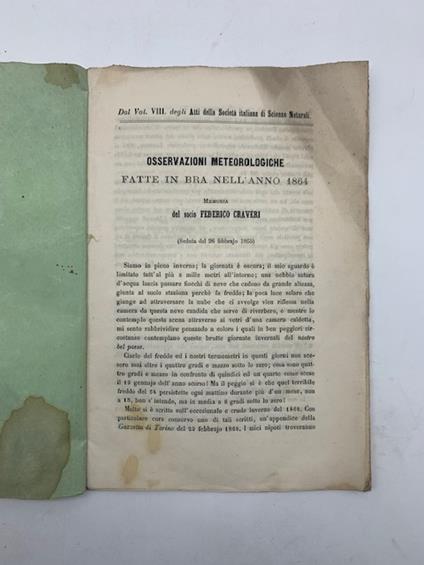 Dal Vol. VIII. degli Atti della Società italiana di Scienze Naturali.
OSSERVAZIONI METEOROLOGICHE
FATTE IN BRA NELL'ANNO 1864
MEMORIA
del socio FEDERICO CRAVERI
(Seduta del 26 febbrajo 1865)
Siamo in pieno inverno; la giornata è oscura; il mio sguardo è
limitato tutt'al più a mille metri all'intorno; una nebbia satura
d'acqua lascia passare fiocchi di neve che cadono da grande altezza,
giunta al suolo staziona perchè fa freddo; la poca luce solare che
giunge ad attraversare la nube che ci avvolge vien riflessa nella
camera da questa neve candida che serve di riverbero, e mentre io
contemplo questa scena attraverso ai vetri d'una camera caldetta,
mi sento rabbrividire pensando a coloro i quali in ben peggiori cir-
costanze contemplano queste brutte giornate invernali del nostro
bel paese.
del freddo ed i nostri termometri in questi giorni non sce-
sero mai oltre i quattro gradi e mezzo sotto lo zero; cosa sono quat-
tro gradi e mezzo in confronto di quindici ed un quarto come scese
il 19 gennajo dell'anno scorso! Ma il peggio si è che quel terribile
freddo del 64 persistette ogni mattino durante più d'un mese, non
a 15, ben s'intende, ma in media a 8 gradi sotto lo zero!
Molto si è scritto sull'eccezionale e crudo inverno del 1864. Con
particolare cura conservo uno di tali scritti, un'appendice della
Gazzetta di Torino del 25 febbrajo 1864. I miei nipoti troveranno